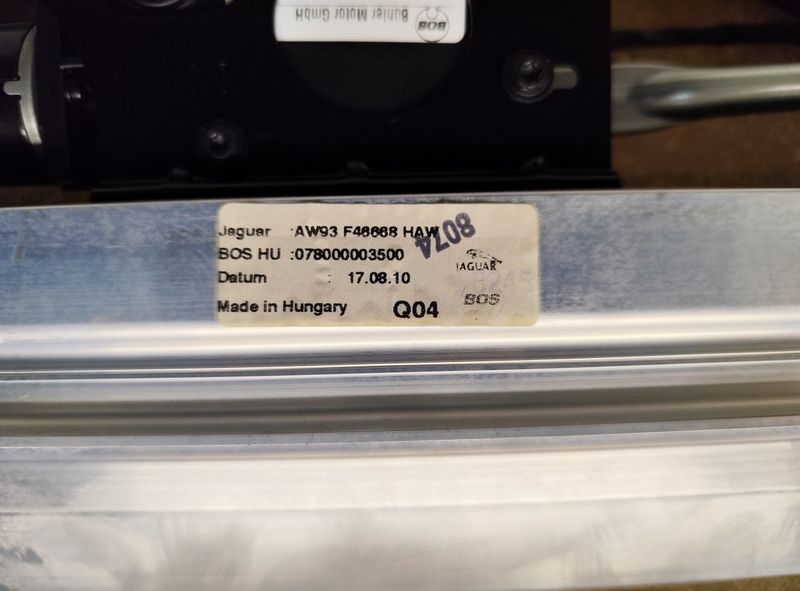 Bühler Motor GmbH BOS
Jaguar :AW93 F46668 HAW
8074
BOS HU :078000003500
JAGUAR
Datum : 17.08.10
BOS
Made in Hungary Q04